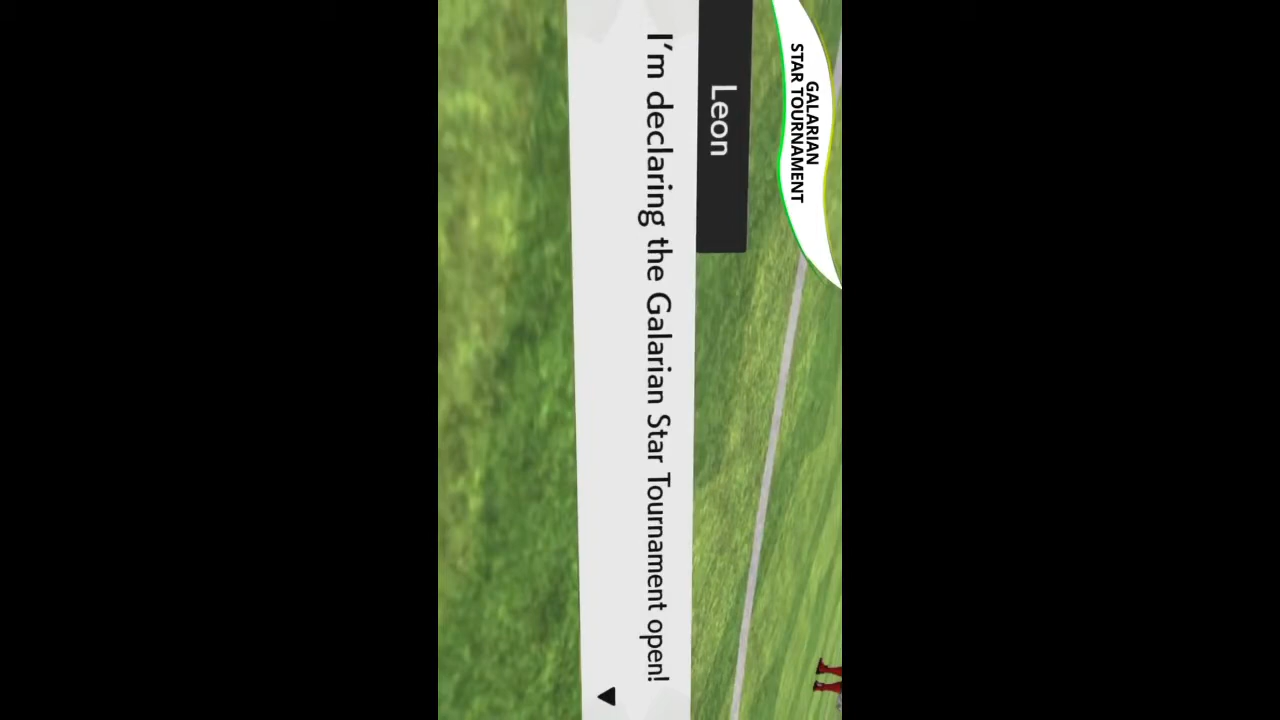 GALARIAN
STAR TOURNAMENT
Leon
I'm declaring the Galarian Star Tournament open!